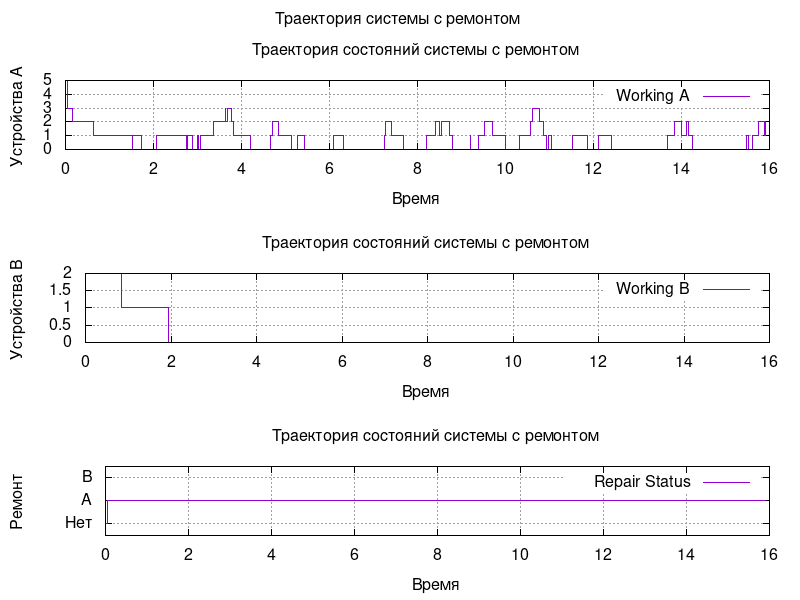 Траектория системы с ремонтом
Траектория состояний системы с ремонтом
Устройства A
5
4
3
2
1
0
Working A
0 2 4 6 8 10 12 14 16
Время
Траектория состояний системы с ремонтом
Устройства B
2
1.5
1
0.5
0
Working B
0 2 4 6 8 10 12 14 16
Время
Траектория состояний системы с ремонтом
Ремонт
B
A
Нет
Repair Status
0 2 4 6 8 10 12 14 16
Время